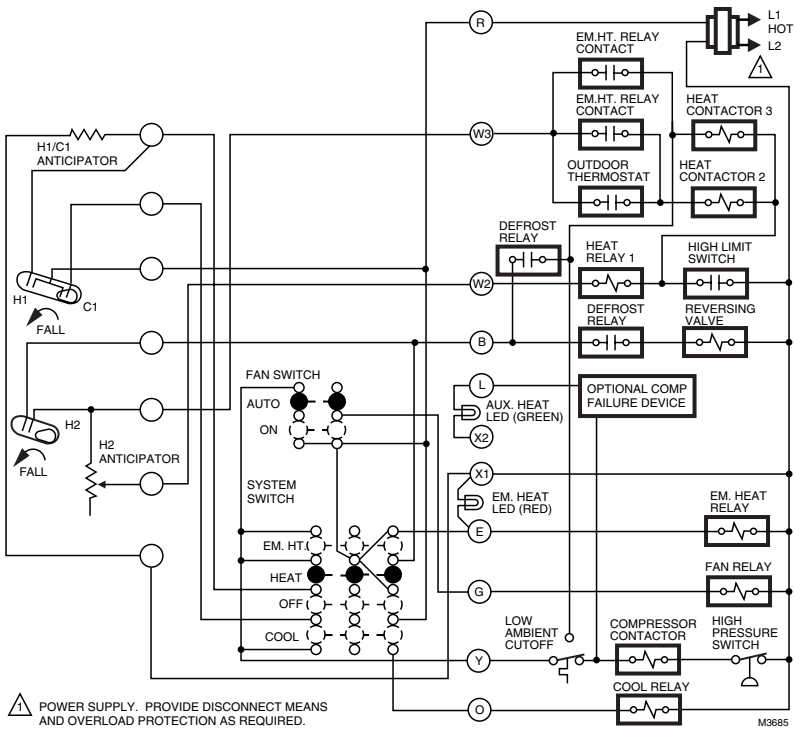 R
L1
HOT
L2
1
EM.HT. RELAY
CONTACT
EM.HT. RELAY
CONTACT
HEAT
CONTACTOR 3
W3
H1/C1
ANTICIPATOR
OUTDOOR
THERMOSTAT
HEAT
CONTACTOR 2
DEFROST
RELAY
HEAT
RELAY 1
HIGH LIMIT
SWITCH
W2
H1
C1
FALL
DEFROST
RELAY
REVERSING
VALVE
B
FAN SWITCH
AUTO
ON
L
AUX. HEAT
LED (GREEN)
X2
OPTIONAL COMP
FAILURE DEVICE
H2
FALL
H2
ANTICIPATOR
SYSTEM
SWITCH
X1
EM. HEAT
LED (RED)
E
EM. HEAT
RELAY
EM. HT.
HEAT
OFF
COOL
G
FAN RELAY
LOW
AMBIENT
CUTOFF
COMPRESSOR
CONTACTOR
HIGH
PRESSURE
SWITCH
Y
COOL RELAY
O
1 POWER SUPPLY. PROVIDE DISCONNECT MEANS
AND OVERLOAD PROTECTION AS REQUIRED.
M3685